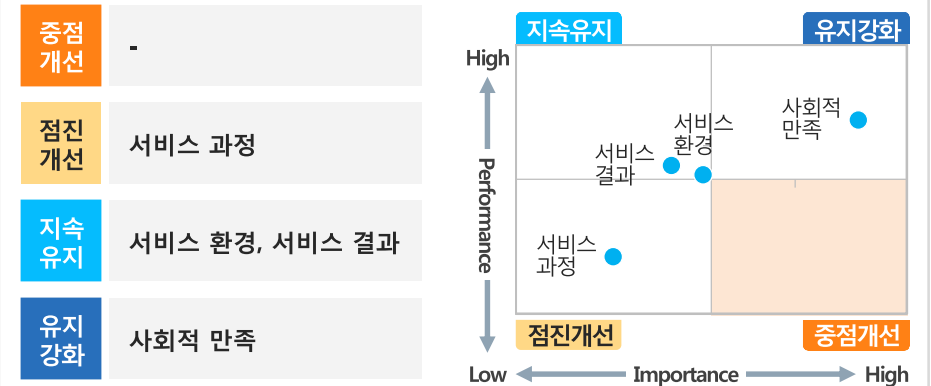 중점
개선
-
점진
개선
서비스 과정
지속
유지
서비스 환경, 서비스 결과
유지
강화
사회적 만족
지속유지
유지강화
High
Performance
Low
사회적
만족
서비스
환경
서비스
결과
서비스
과정
점진개선
중점개선
Importance
High